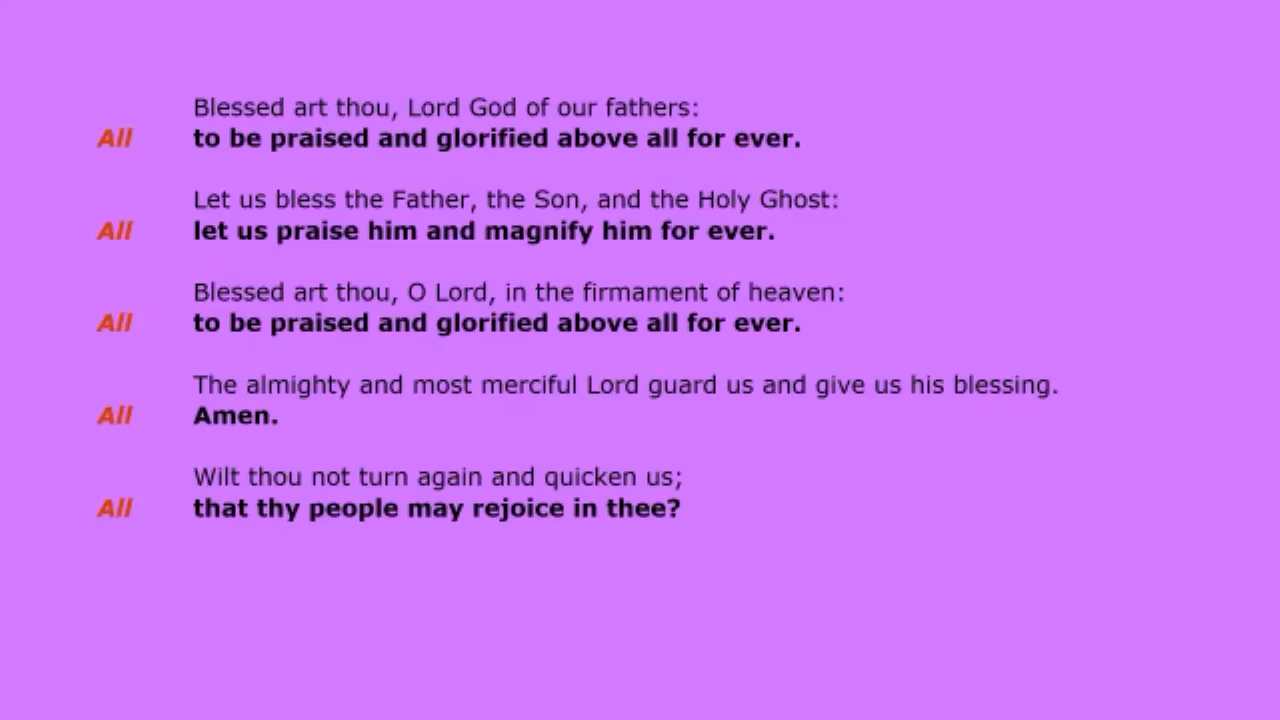 Blessed art thou, Lord God of our fathers:
All to be praised and glorified above all for ever.
Let us bless the Father, the Son, and the Holy Ghost:
All let us praise him and magnify him for ever.
Blessed art thou, O Lord, in the firmament of heaven:
All to be praised and glorified above all for ever.
The almighty and most merciful Lord guard us and give us his blessing.
All Amen.
Wilt thou not turn again and quicken us;
All that thy people may rejoice in thee?